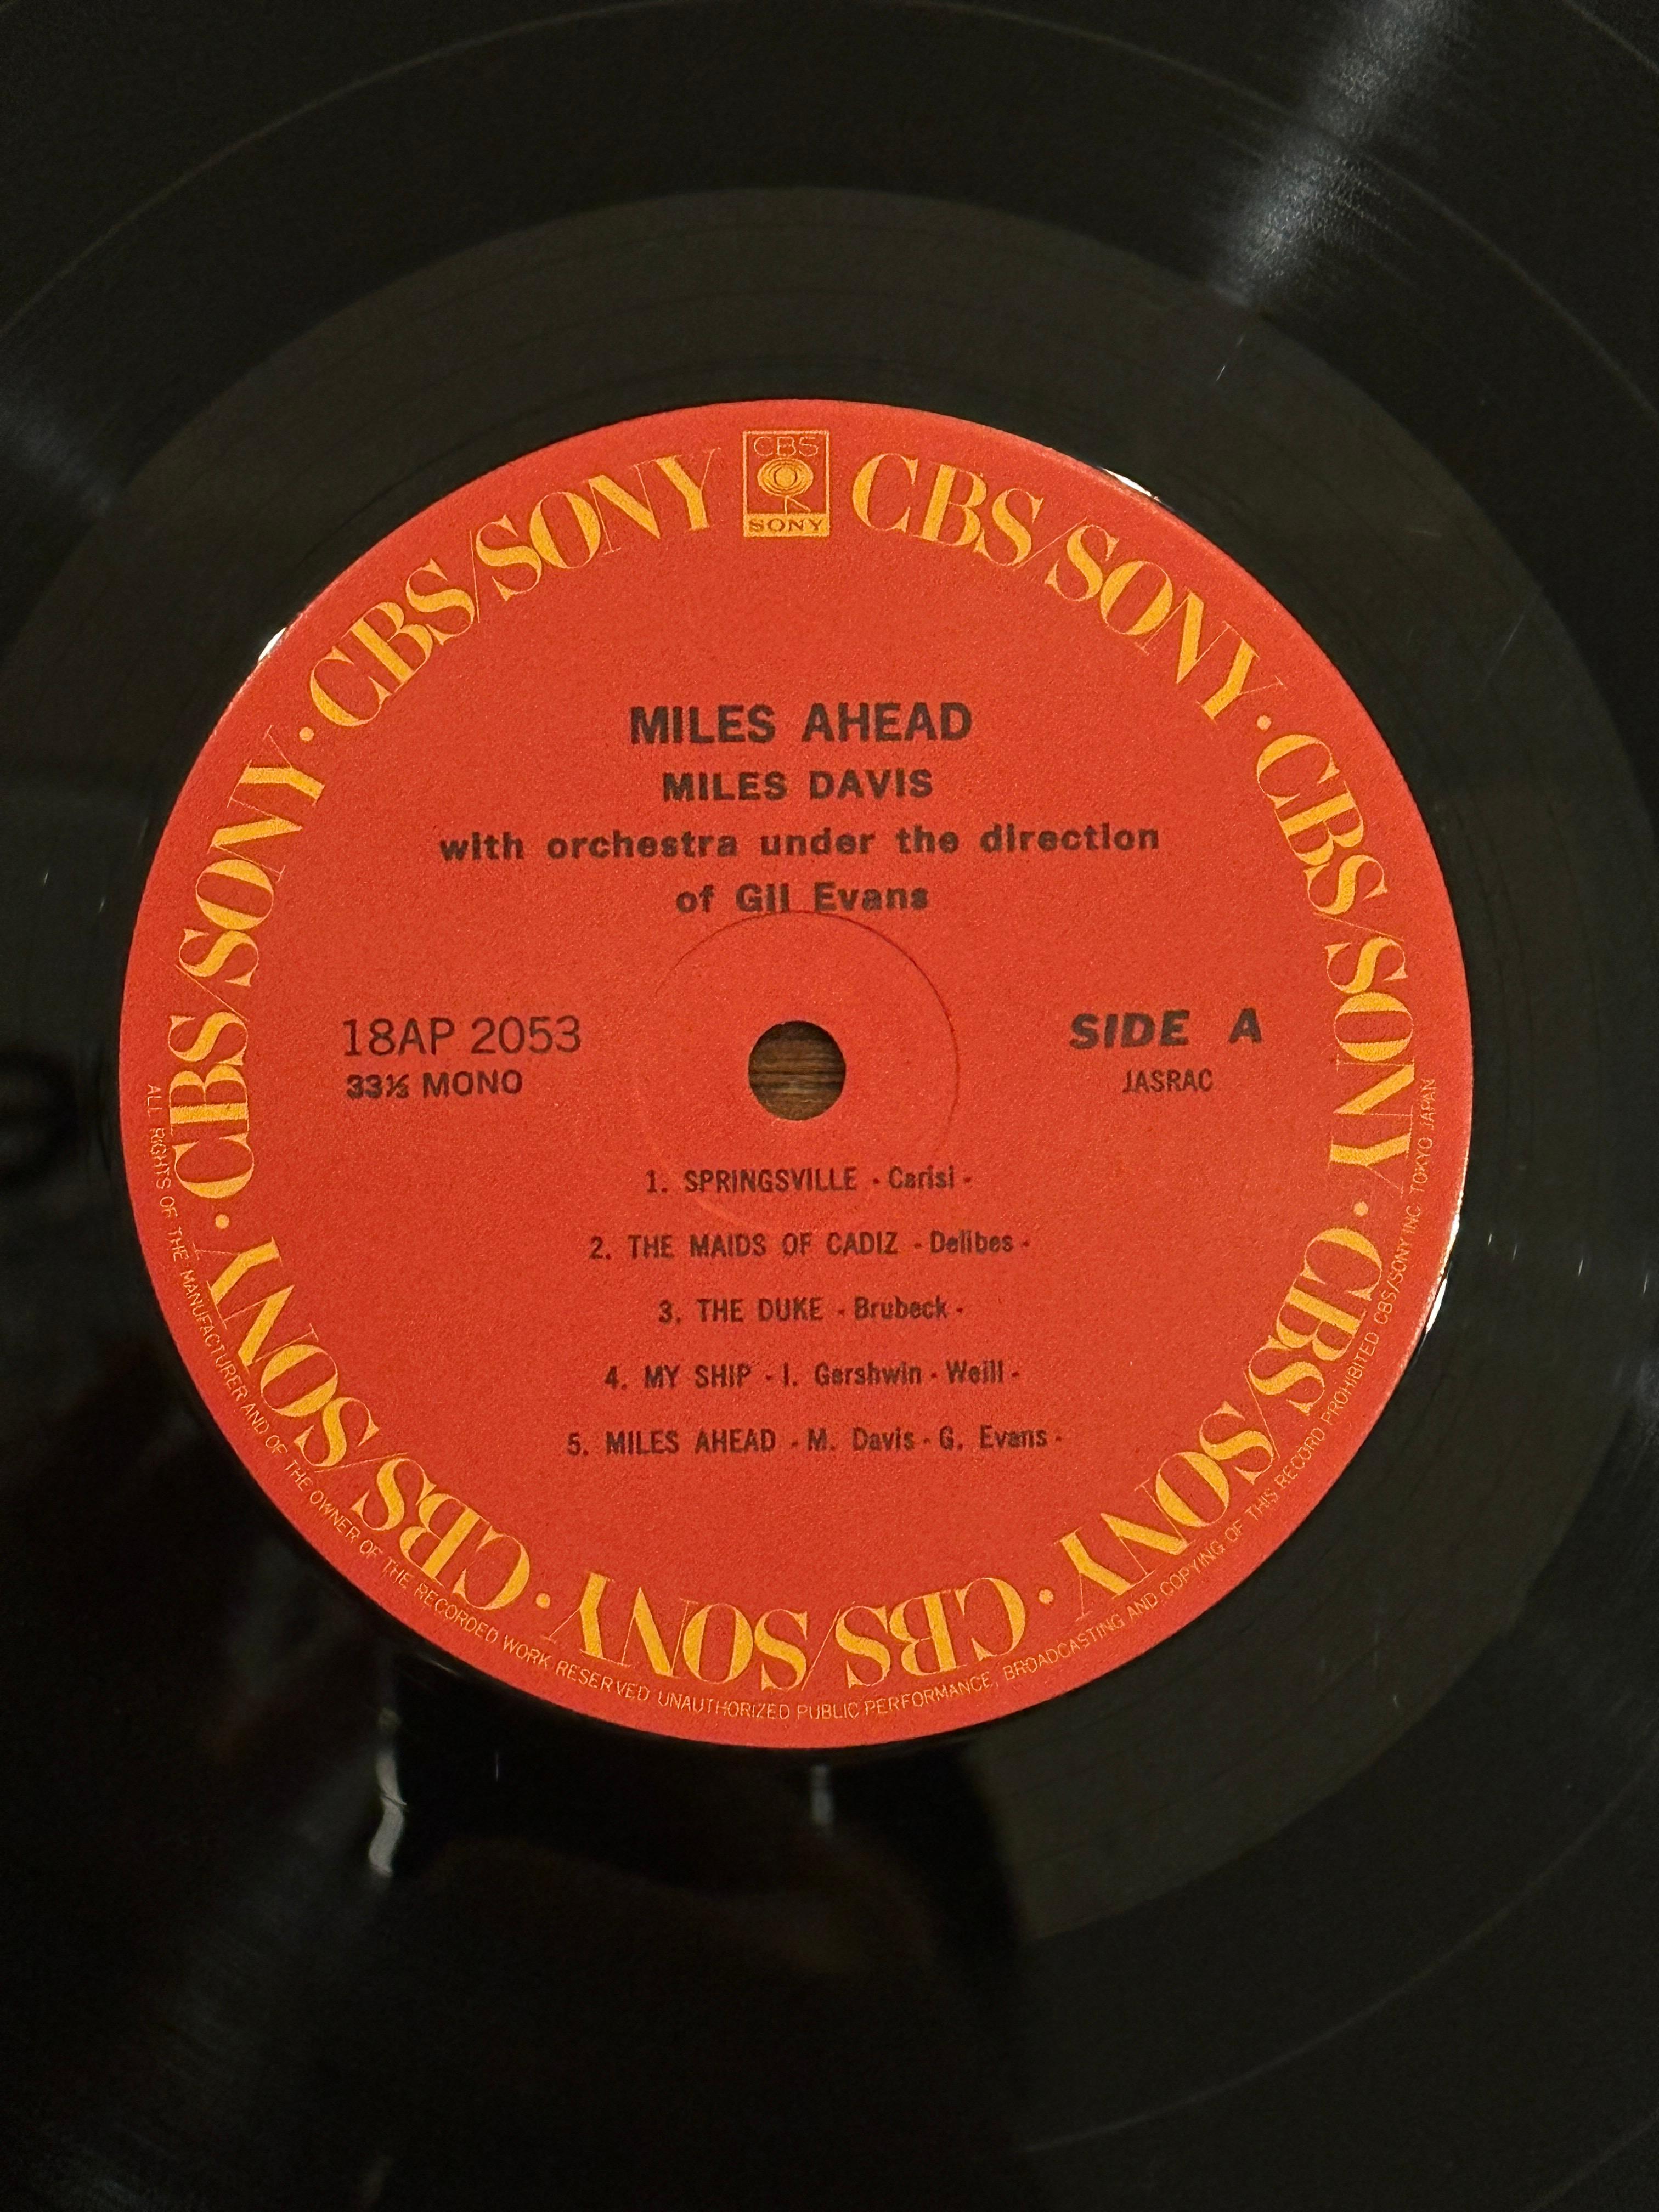 CBS
SONY
CBS/SONY · CBS/SONY · CBS/SONY · CBS/SONY · CBS/SONY · CBS/SONY · CBS/SONY · CBS/SONY
MILES AHEAD
MILES DAVIS
with orchestra under the direction
of Gil Evans
18AP 2053
33⅓ MONO
SIDE A
JASRAC
1. SPRINGSVILLE - Carisi -
2. THE MAIDS OF CADIZ - Delibes -
3. THE DUKE - Brubeck -
4. MY SHIP - I. Gershwin - Weill -
5. MILES AHEAD - M. Davis - G. Evans -
ALL RIGHTS OF THE MANUFACTURER AND OF THE OWNER OF THE RECORDED WORK RESERVED UNAUTHORIZED PUBLIC PERFORMANCE, BROADCASTING AND COPYING OF THIS RECORD PROHIBITED CBS/SONY INC. TOKYO JAPAN